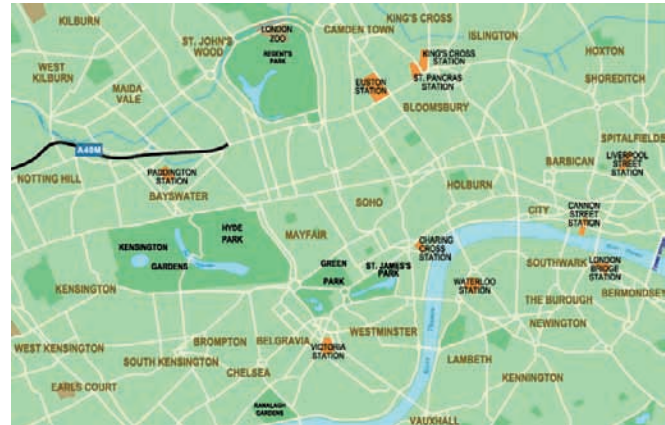 KILBURN
LONDON
ZOO
KING'S CROSS
CAMDEN TOWN
ISLINGTON
ST. JOHN'S
WOOD
REGENT'S
PARK
KING'S CROSS
STATION
HOXTON
WEST
KILBURN
EUSTON
STATION
ST. PANCRAS
STATION
SHOREDITCH
MAIDA
VALE
BLOOMSBURY
A40M
SPITALFIELDS
NOTTING HILL
PADDINGTON
STATION
BARBICAN
LIVERPOOL
STREET
STATION
BAYSWATER
HOLBURN
SOHO
CITY
CANNON
STREET
STATION
HYDE
PARK
MAYFAIR
KENSINGTON
GARDENS
CHARING
CROSS
STATION
GREEN
PARK
ST. JAMES'S
PARK
SOUTHWARK
LONDON
BRIDGE
STATION
WATERLOO
STATION
KENSINGTON
BERMONDSEY
THE BUROUGH
WESTMINSTER
NEWINGTON
BROMPTON
BELGRAVIA
WEST KENSINGTON
VICTORIA
STATION
SOUTH KENSINGTON
LAMBETH
CHELSEA
KENNINGTON
EARLS COURT
RANALAGH
GARDENS
VAUXHALL
River Thames